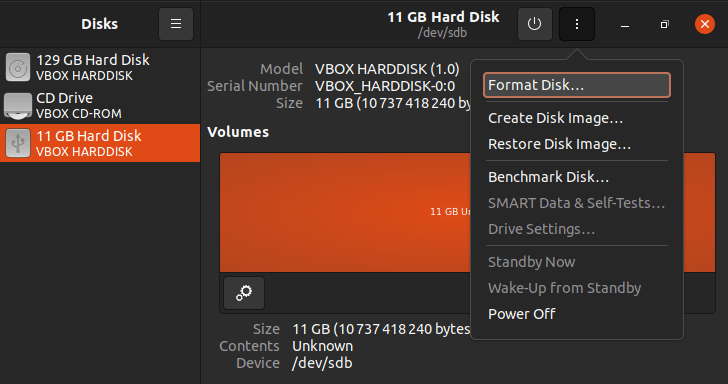 Disks
11 GB Hard Disk
/dev/sdb
129 GB Hard Disk
VBOX HARDDISK
CD Drive
VBOX CD-ROM
11 GB Hard Disk
VBOX HARDDISK
Model VBOX HARDDISK (1.0)
Serial Number VBOX_HARDDISK-0:0
Size 11 GB (10 737 418 240
Volumes
11 GB
Size 11 GB (10 737 418 240 bytes
Contents Unknown
Device /dev/sdb
Format Disk…
Create Disk Image…
Restore Disk Image…
Benchmark Disk…
SMART Data & Self-Tests…
Drive Settings…
Standby Now
Wake-Up from Standby
Power Off